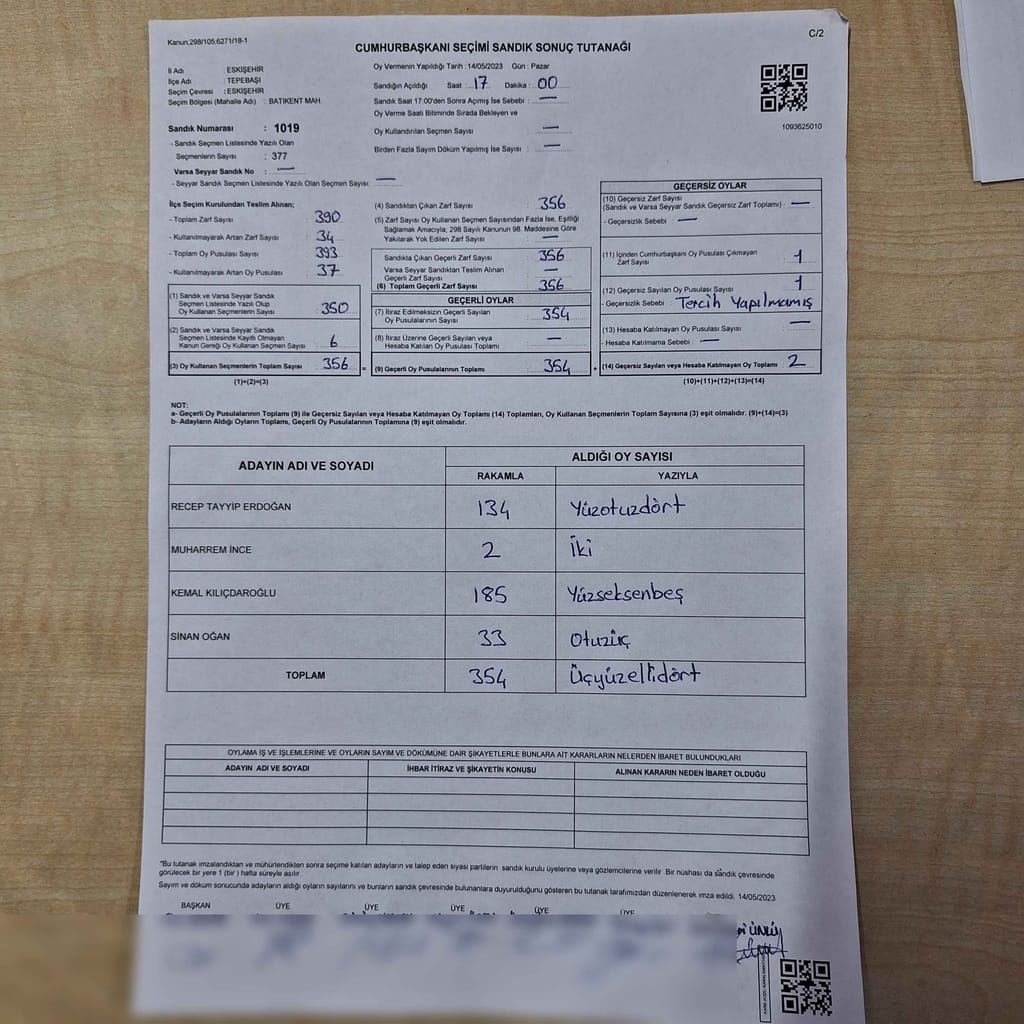 Kanun:298/105,6271/18-1
C/2
CUMHURBAŞKANI SEÇİMİ SANDIK SONUÇ TUTANAĞI
İl Adı : ESKİŞEHİR
İlçe Adı : TEPEBAŞI
Seçim Çevresi : ESKİŞEHİR
Seçim Bölgesi (Mahalle Adı) : BATIKENT MAH.
Sandık Numarası : 1019
- Sandık Seçmen Listesinde Yazılı Olan
Seçmenlerin Sayısı : 377
Varsa Seyyar Sandık No : —
- Seyyar Sandık Seçmen Listesinde Yazılı Olan Seçmen Sayısı: —
Oy Vermenin Yapıldığı Tarih : 14/05/2023 Gün : Pazar
Sandığın Açıldığı Saat : 17 Dakika : 00
Sandık Saat 17:00'den Sonra Açılmış İse Sebebi : —
Oy Verme Saati Bitiminde Sırada Bekleyen ve
Oy Kullandırılan Seçmen Sayısı : —
Birden Fazla Sayım Döküm Yapılmış İse Sayısı : —
1093625010
İlçe Seçim Kurulundan Teslim Alınan;
- Toplam Zarf Sayısı : 390
- Kullanılmayarak Artan Zarf Sayısı : 34
- Toplam Oy Pusulası Sayısı : 393
- Kullanılmayarak Artan Oy Pusulası : 37
(1) Sandık ve Varsa Seyyar Sandık
Seçmen Listesinde Yazılı Olup
Oy Kullanan Seçmenlerin Sayısı : 350
(2) Sandık ve Varsa Seyyar Sandık
Seçmen Listesinde Kayıtlı Olmayan
Kanun Gereği Oy Kullanan Seçmen Sayısı : 6
(3) Oy Kullanan Seçmenlerin Toplam Sayısı : 356
(1)+(2)=(3)
(4) Sandıktan Çıkan Zarf Sayısı : 356
(5) Zarf Sayısı Oy Kullanan Seçmen Sayısından Fazla İse, Eşitliği
Sağlamak Amacıyla, 298 Sayılı Kanunun 98. Maddesine Göre
Yakılarak Yok Edilen Zarf Sayısı : —
Sandıkta Çıkan Geçerli Zarf Sayısı : 356
Varsa Seyyar Sandıktan Teslim Alınan
Geçerli Zarf Sayısı : —
(6) Toplam Geçerli Zarf Sayısı : 356
GEÇERLİ OYLAR
(7) İtiraz Edilmeksizin Geçerli Sayılan
Oy Pusulalarının Sayısı : 354
(8) İtiraz Üzerine Geçerli Sayılan veya
Hesaba Katılan Oy Pusulası Toplamı : —
= (9) Geçerli Oy Pusulalarının Toplamı : 354
GEÇERSİZ OYLAR
(10) Geçersiz Zarf Sayısı
(Sandık ve Varsa Seyyar Sandık Geçersiz Zarf Toplamı) : —
- Geçersizlik Sebebi : —
(11) İçinden Cumhurbaşkanı Oy Pusulası Çıkmayan
Zarf Sayısı : 1
(12) Geçersiz Sayılan Oy Pusulası Sayısı : 1
- Geçersizlik Sebebi : Tercih Yapılmamış
(13) Hesaba Katılmayan Oy Pusulası Sayısı : —
- Hesaba Katılmama Sebebi : —
+ (14) Geçersiz Sayılan veya Hesaba Katılmayan Oy Toplamı : 2
(10)+(11)+(12)+(13)=(14)
NOT:
a- Geçerli Oy Pusulalarının Toplamı (9) ile Geçersiz Sayılan veya Hesaba Katılmayan Oy Toplamı (14) Toplamları, Oy Kullanan Seçmenlerin Toplam Sayısına (3) eşit olmalıdır. (9)+(14)=(3)
b- Adayların Aldığı Oyların Toplamı, Geçerli Oy Pusulalarının Toplamına (9) eşit olmalıdır.
ADAYIN ADI VE SOYADI
ALDIĞI OY SAYISI
RAKAMLA YAZIYLA
RECEP TAYYİP ERDOĞAN 134 Yüzotuzdört
MUHARREM İNCE 2 İki
KEMAL KILIÇDAROĞLU 185 Yüzseksenbeş
SİNAN OĞAN 33 Otuzüç
TOPLAM 354 Üçyüzellidört
OYLAMA İŞ VE İŞLEMLERİNE VE OYLARIN SAYIM VE DÖKÜMÜNE DAİR ŞİKAYETLERLE BUNLARA AİT KARARLARIN NELERDEN İBARET BULUNDUKLARI
ADAYIN ADI VE SOYADI İHBAR İTİRAZ VE ŞİKAYETİN KONUSU ALINAN KARARIN NEDEN İBARET OLDUĞU
*Bu tutanak imzalandıktan ve mühürlendikten sonra seçime katılan adayların ve talep eden siyasi partilerin sandık kurulu üyelerine veya gözlemcilerine verilir. Bir nüshası da sandık çevresinde
görülecek bir yere 1 (bir) hafta süreyle asılır.
Sayım ve döküm sonucunda adayların aldığı oyların sayılarını ve bunların sandık çevresinde bulunanlara duyurulduğunu gösteren bu tutanak tarafımızdan düzenlenerek imza edildi. 14/05/2023
BAŞKAN ÜYE ÜYE ÜYE ÜYE ÜYE ÜYE
ÜNLÜ